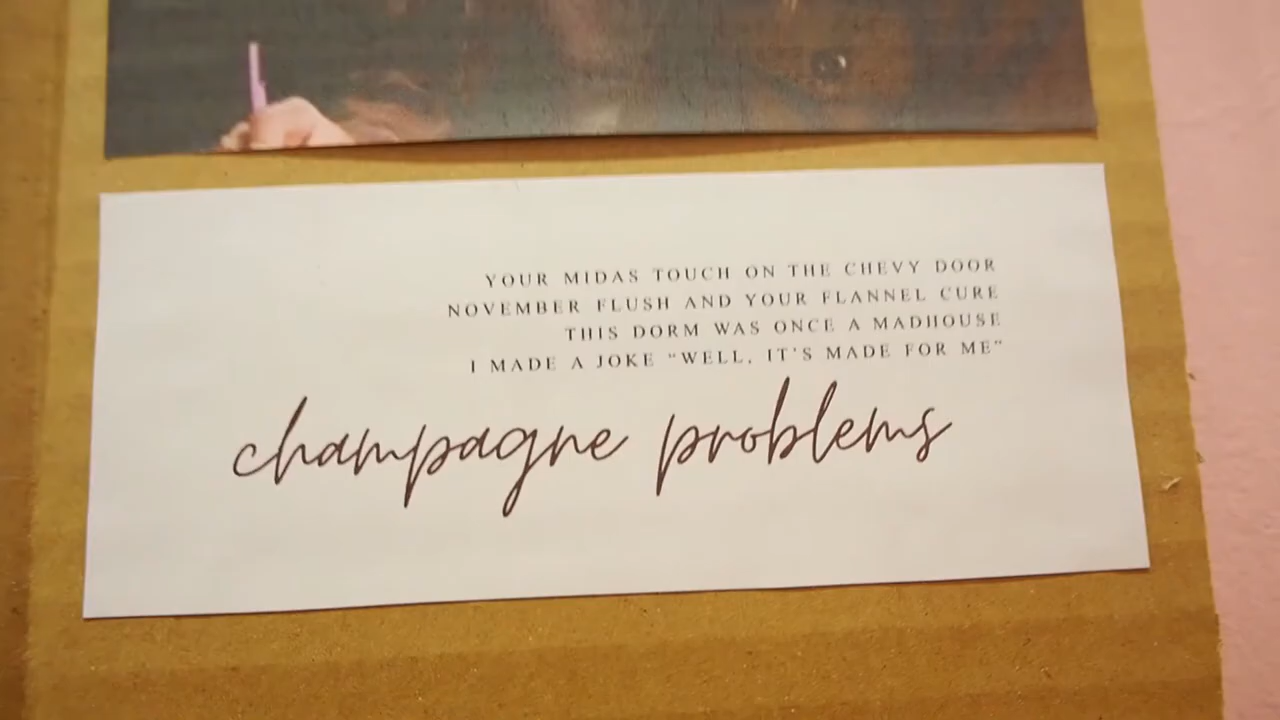 YOUR MIDAS TOUCH ON THE CHEVY DOOR
NOVEMBER FLUSH AND YOUR FLANNEL CURE
THIS DORM WAS ONCE A MADHOUSE
I MADE A JOKE "WELL, IT'S MADE FOR ME"
champagne problems